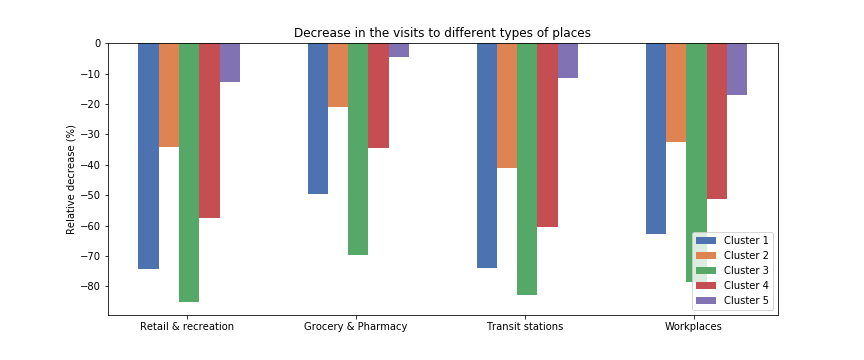 Decrease in the visits to different types of places
Relative decrease (%)
0
−10
−20
−30
−40
−50
−60
−70
−80
Retail & recreation
Grocery & Pharmacy
Transit stations
Workplaces
Cluster 1
Cluster 2
Cluster 3
Cluster 4
Cluster 5